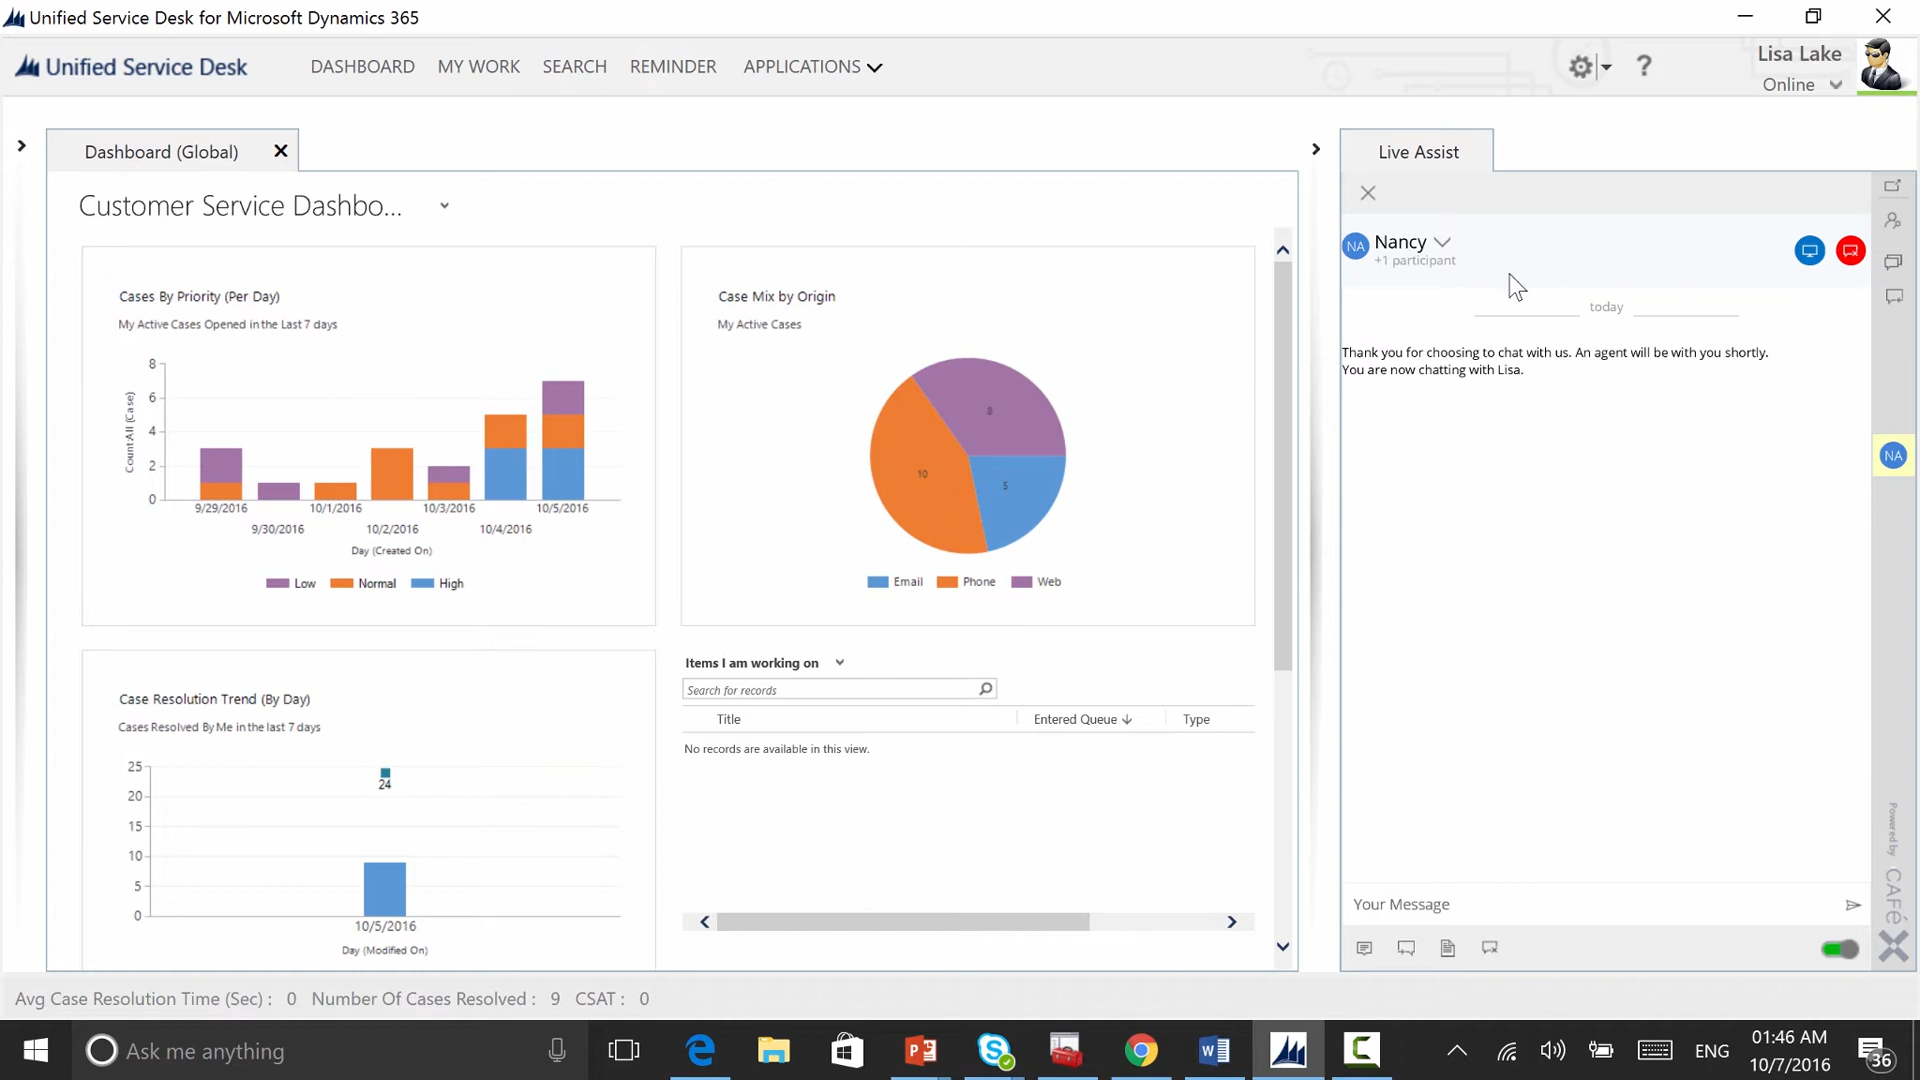 Unified Service Desk for Microsoft Dynamics 365
Unified Service Desk
DASHBOARD
MY WORK
SEARCH
REMINDER
APPLICATIONS
?
Lisa Lake
Online
Dashboard (Global)
Customer Service Dashbo...
Cases By Priority (Per Day)
My Active Cases Opened in the Last 7 days
Count:All (Case)
8
6
4
2
0
9/29/2016
10/1/2016
10/3/2016
10/5/2016
9/30/2016
10/2/2016
10/4/2016
Day (Created On)
Low
Normal
High
Case Mix by Origin
My Active Cases
8
10
5
Email
Phone
Web
Case Resolution Trend (By Day)
Cases Resolved By Me in the last 7 days
25
20
15
10
5
0
24
10/5/2016
Day (Modified On)
Items I am working on
Search for records
Title
Entered Queue
Type
No records are available in this view.
Live Assist
NA
Nancy
+1 participant
today
Thank you for choosing to chat with us. An agent will be with you shortly.
You are now chatting with Lisa.
NA
Your Message
Powered by
CAFéX
Avg Case Resolution Time (Sec) : 0 Number Of Cases Resolved : 9 CSAT : 0
Ask me anything
ENG
01:46 AM
10/7/2016
36